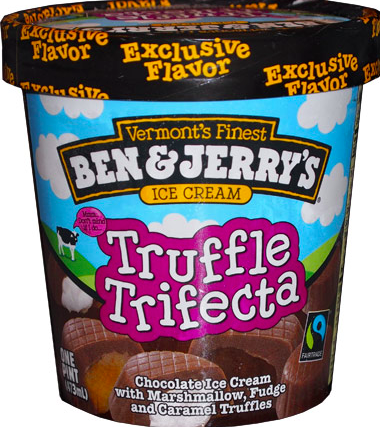 Exclusive
Flavor
Exclusive
Flavor
Exclusive
Flavor
Vermont's Finest
BEN & JERRY'S
ICE CREAM
Truffle
Trifecta
FAIRTRADE
ONE
PINT
(473mL)
Chocolate Ice Cream
with Marshmallow, Fudge
and Caramel Truffles